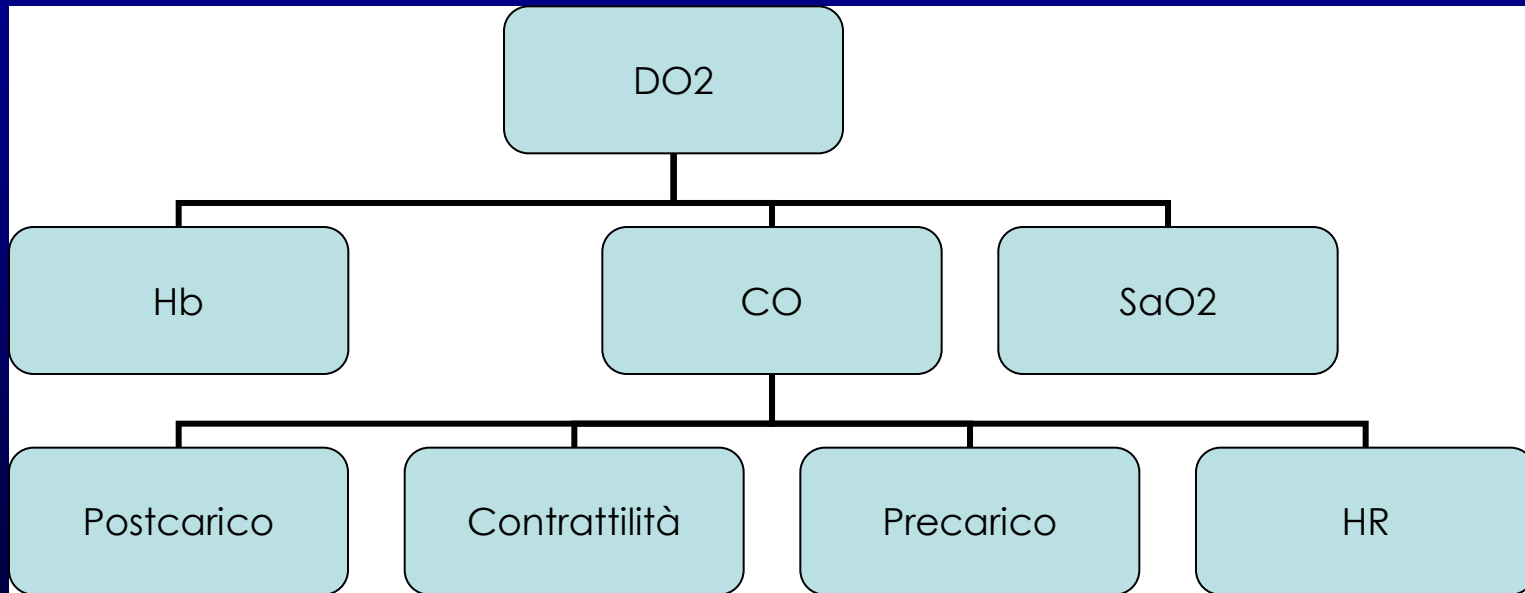 DO2
Hb
CO
SaO2
Postcarico
Contrattilità
Precarico
HR